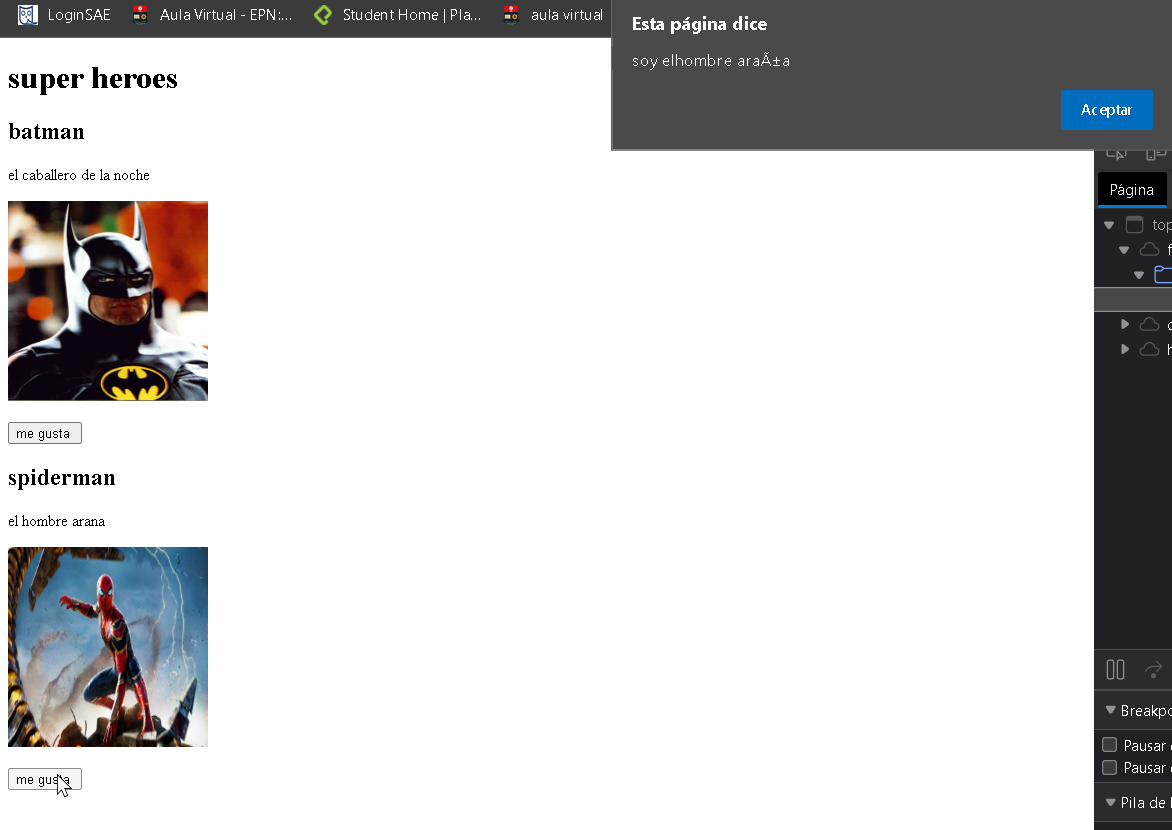 LoginSAE
Aula Virtual - EPN:...
Student Home | Pla...
aula virtual
Esta página dice
soy elhombre araÃ±a
Aceptar
super heroes
batman
el caballero de la noche
me gusta
spiderman
el hombre arana
me gusta
Página
top
Breakpo
Pausar
Pausar
Pila de